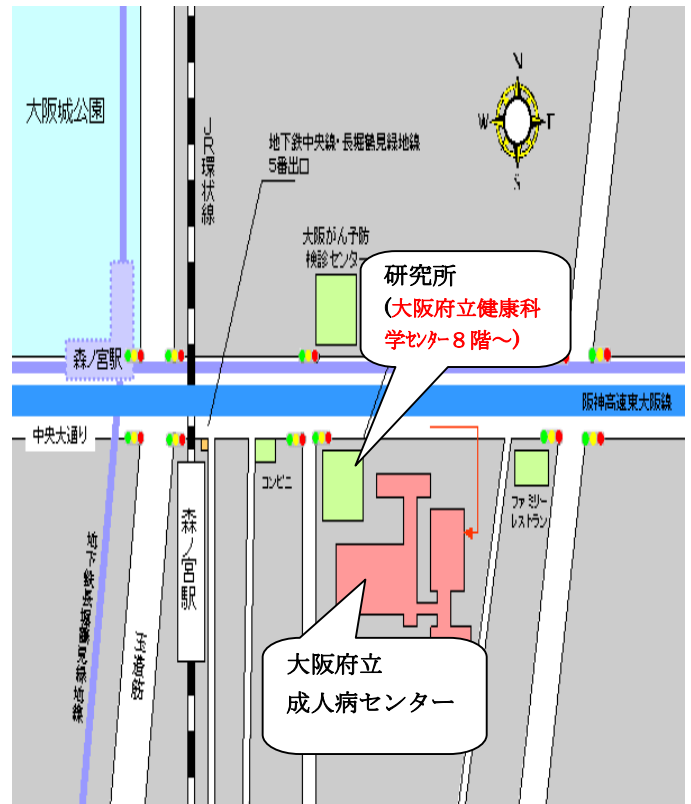 大阪城公園
JR環状線
地下鉄中央線・長堀鶴見緑地線
5番出口
N
W
E
S
大阪がん予防
検診センター
研究所
(大阪府立健康科
学センター8階～)
森ノ宮駅
阪神高速東大阪線
中央大通り
コンビニ
ファミリー
レストラン
森ノ宮駅
地下鉄長堀鶴見緑地線
玉造筋
大阪府立
成人病センター